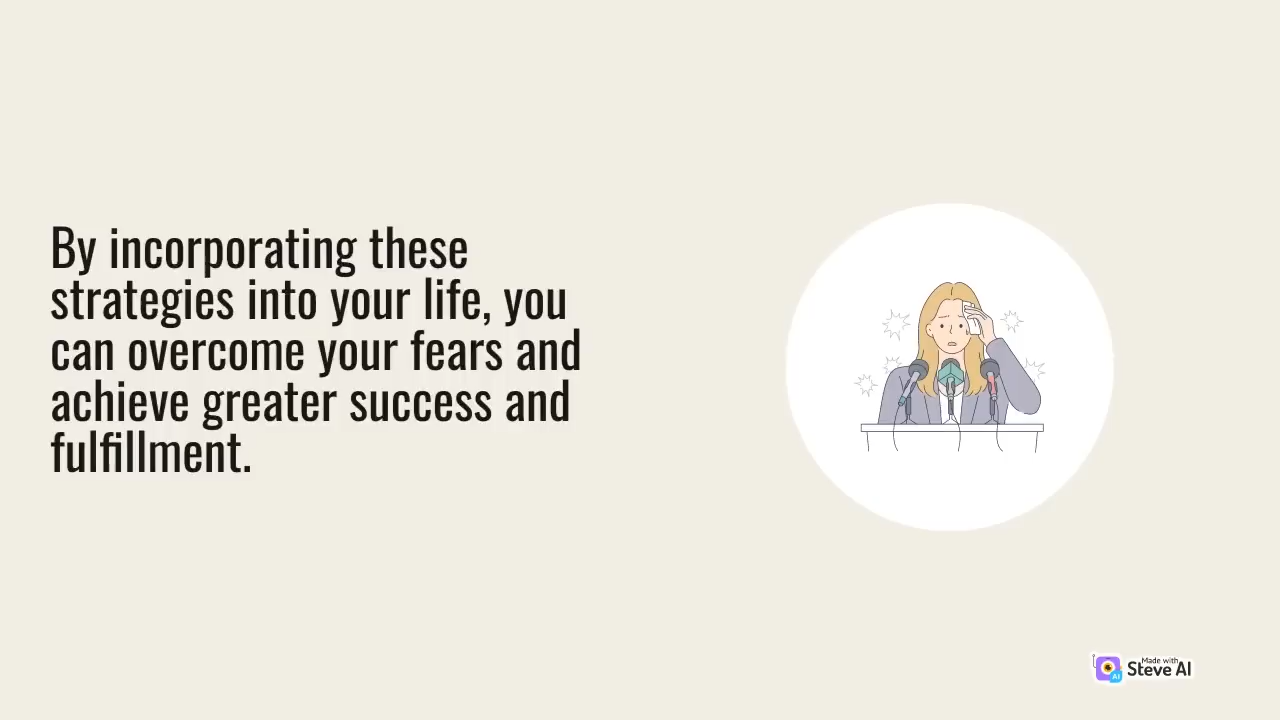 By incorporating these
strategies into your life, you
can overcome your fears and
achieve greater success and
fulfillment.
Made with
Steve AI
AI